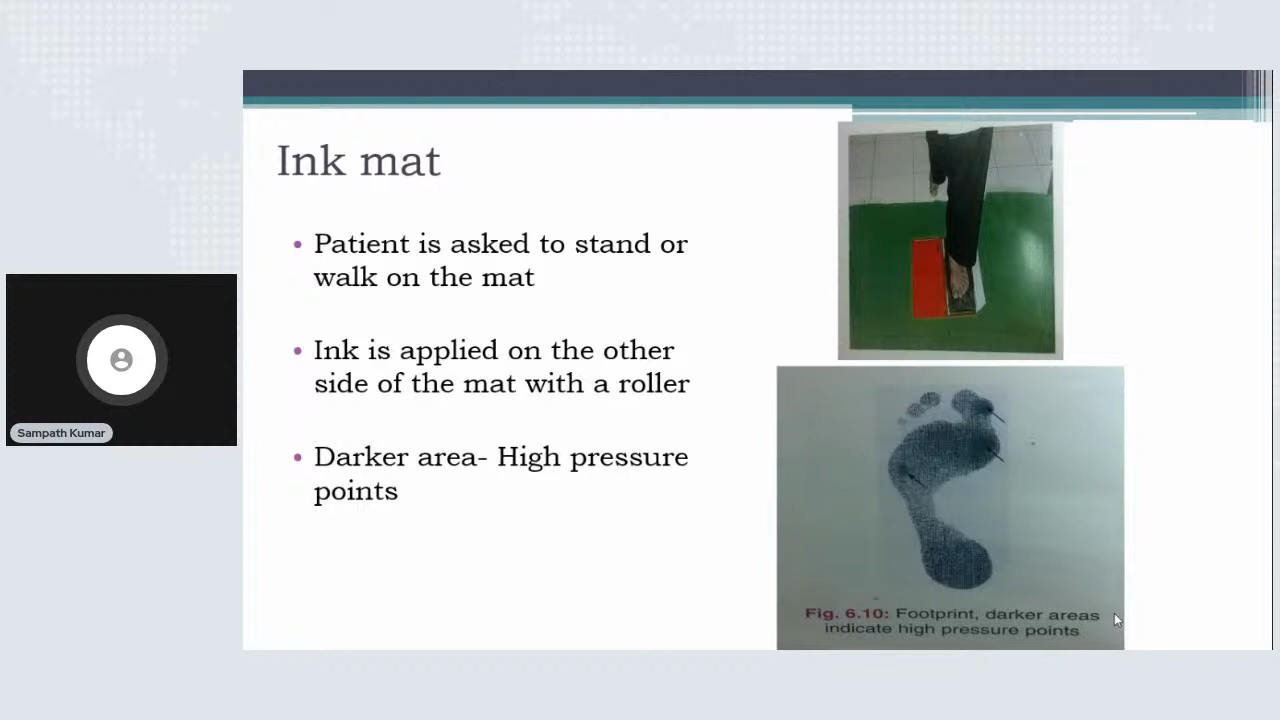 Ink mat
• Patient is asked to stand or
walk on the mat
• Ink is applied on the other
side of the mat with a roller
• Darker area- High pressure
points
Sampath Kumar
Fig. 6.10: Footprint, darker areas
indicate high pressure points